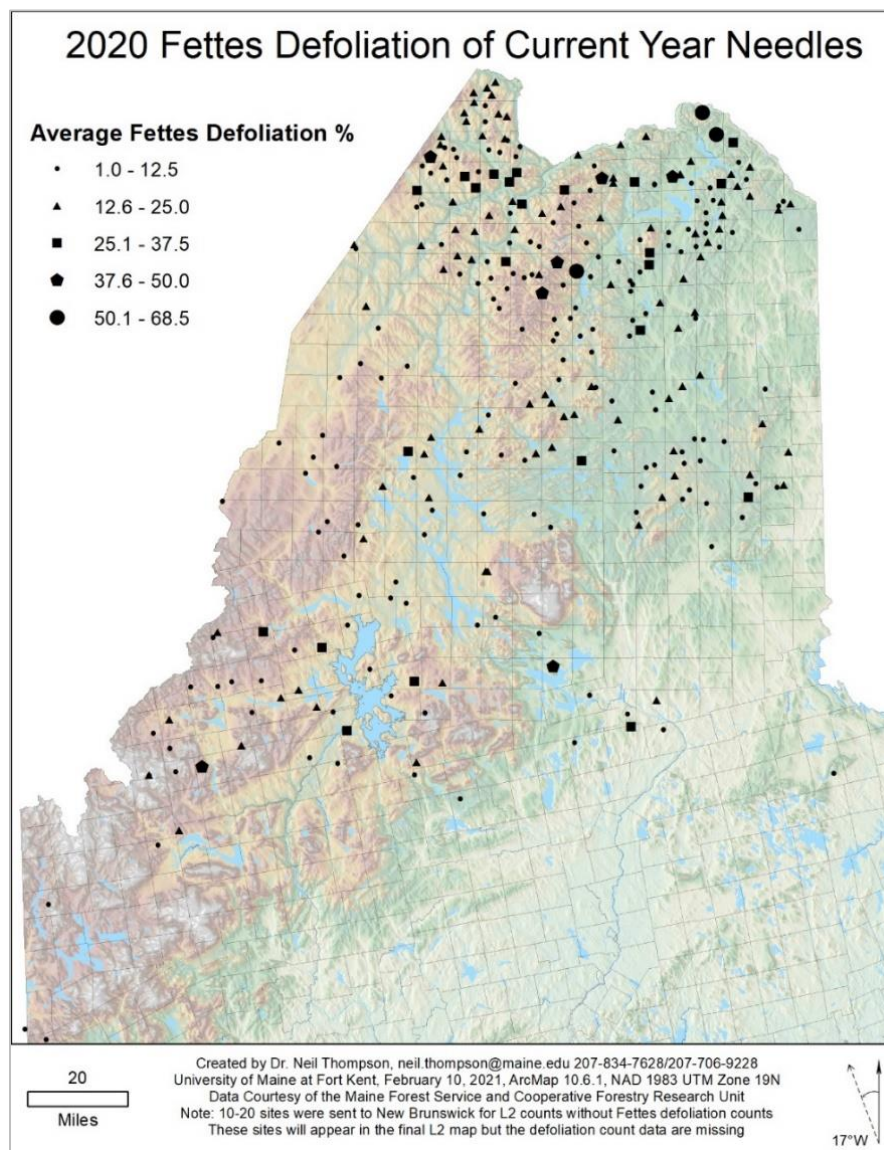 2020 Fettes Defoliation of Current Year Needles
Average Fettes Defoliation %
1.0 - 12.5
12.6 - 25.0
25.1 - 37.5
37.6 - 50.0
50.1 - 68.5
20
Miles
Created by Dr. Neil Thompson, neil.thompson@maine.edu 207-834-7628/207-706-9228
University of Maine at Fort Kent, February 10, 2021, ArcMap 10.6.1, NAD 1983 UTM Zone 19N
Data Courtesy of the Maine Forest Service and Cooperative Forestry Research Unit
Note: 10-20 sites were sent to New Brunswick for L2 counts without Fettes defoliation counts
These sites will appear in the final L2 map but the defoliation count data are missing
17°W